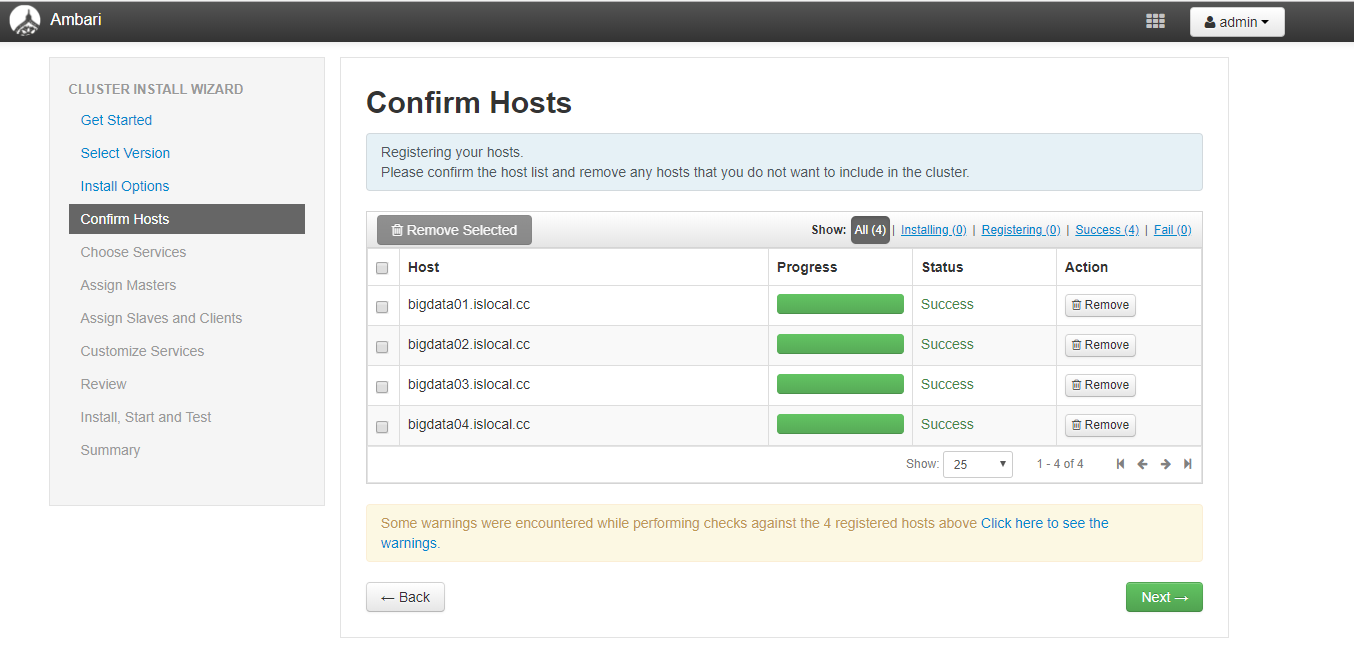 Ambari
admin
CLUSTER INSTALL WIZARD
Get Started
Select Version
Install Options
Confirm Hosts
Choose Services
Assign Masters
Assign Slaves and Clients
Customize Services
Review
Install, Start and Test
Summary
Confirm Hosts
Registering your hosts.
Please confirm the host list and remove any hosts that you do not want to include in the cluster.
Remove Selected Show: All (4) | Installing (0) | Registering (0) | Success (4) | Fail (0)
Host Progress Status Action
bigdata01.islocal.cc Success Remove
bigdata02.islocal.cc Success Remove
bigdata03.islocal.cc Success Remove
bigdata04.islocal.cc Success Remove
Show: 25 1 - 4 of 4
Some warnings were encountered while performing checks against the 4 registered hosts above Click here to see the
warnings.
← Back Next →